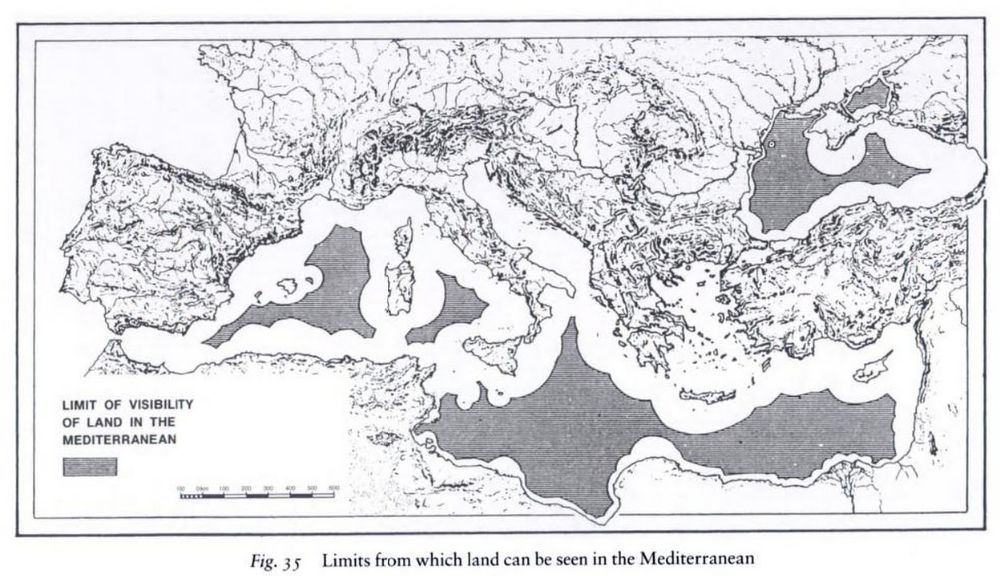 LIMIT OF VISIBILITY
OF LAND IN THE
MEDITERRANEAN
100 0km 100 200 300 400 500 600
Fig. 35 Limits from which land can be seen in the Mediterranean